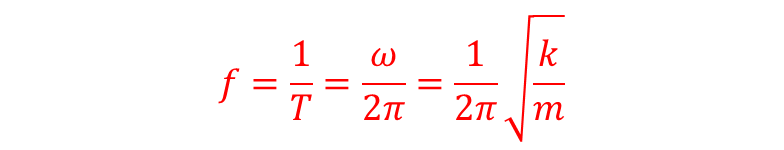 f = 1/T = ω/2π = 1/2π √(k/m)